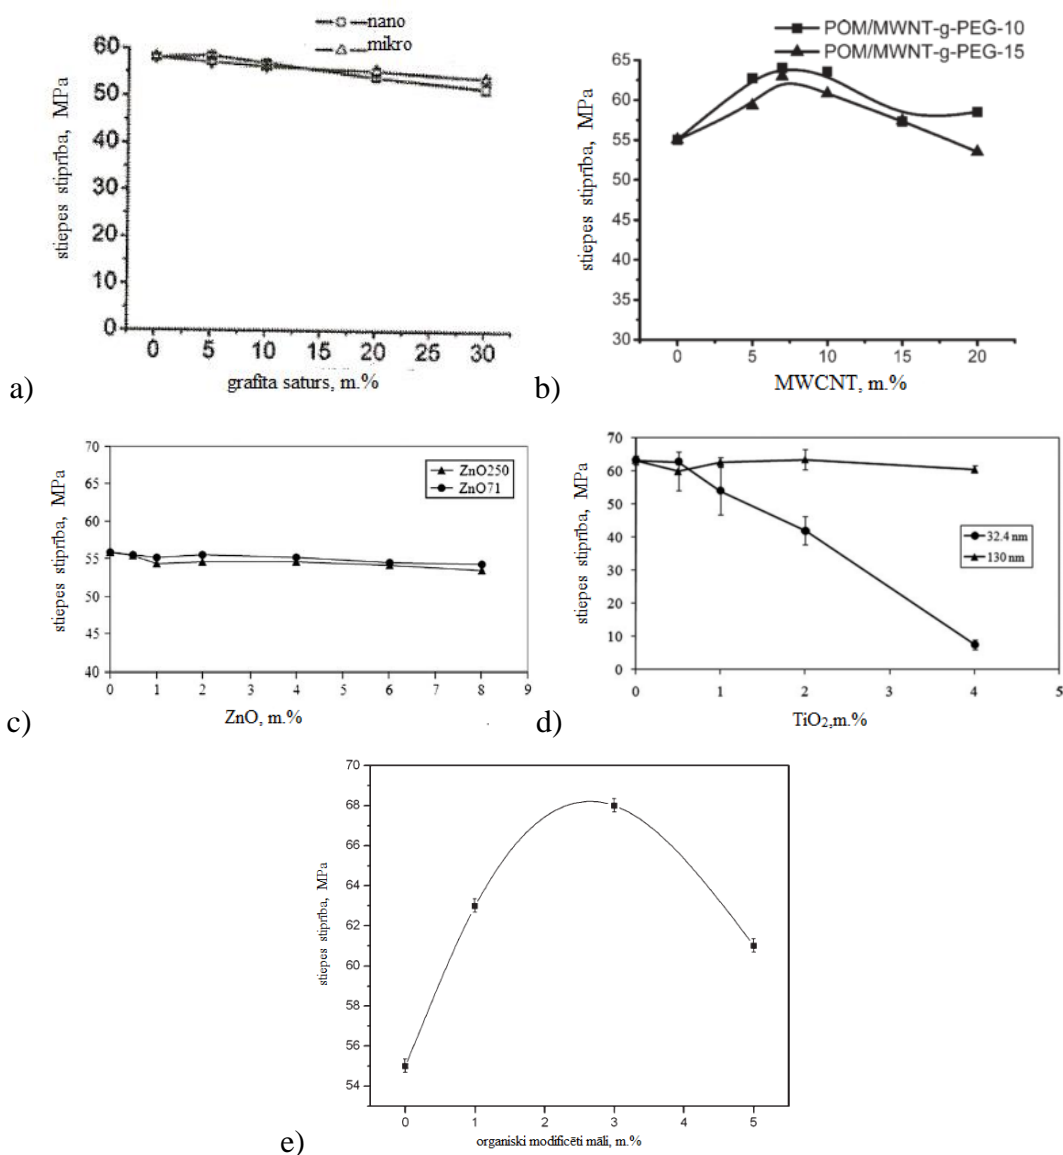 nano
mikro
60
50
40
30
20
10
0
stiepes stiprība, MPa
0 5 10 15 20 25 30
grafīta saturs, m.%
a)
POM/MWNT-g-PEG-10
POM/MWNT-g-PEG-15
65
60
55
50
45
40
35
30
stiepes stiprība, MPa
0 5 10 15 20
MWCNT, m.%
b)
70
65
60
55
50
45
40
stiepes stiprība, MPa
ZnO250
ZnO71
0 1 2 3 4 5 6 7 8 9
ZnO, m.%
c)
70
60
50
40
30
20
10
0
stiepes stiprība, MPa
32.4 nm
130 nm
0 1 2 3 4 5
TiO2,m.%
d)
70
68
66
64
62
60
58
56
54
stiepes stiprība, MPa
0 1 2 3 4 5
organiski modificēti māli, m.%
e)